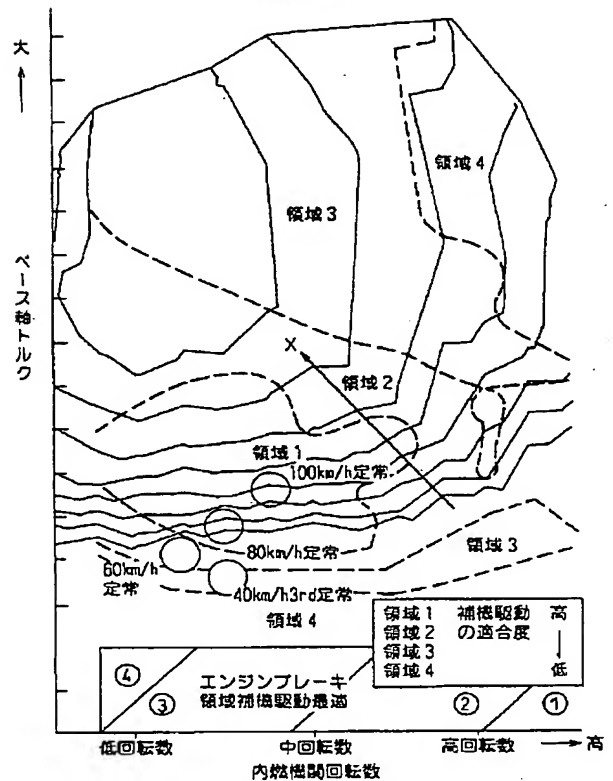 大
ベース軸トルク
領域4
領域3
X
領域2
領域1
100km/h定常
80km/h定常
領域3
60km/h
定常
40km/h3rd定常
領域4
領域1 補機駆動 高
領域2 の適合度
領域3
領域4 低
④
③
エンジンブレーキ
領域補機駆動最適
②
①
低回転数
中回転数
高回転数
高
内燃機関回転数